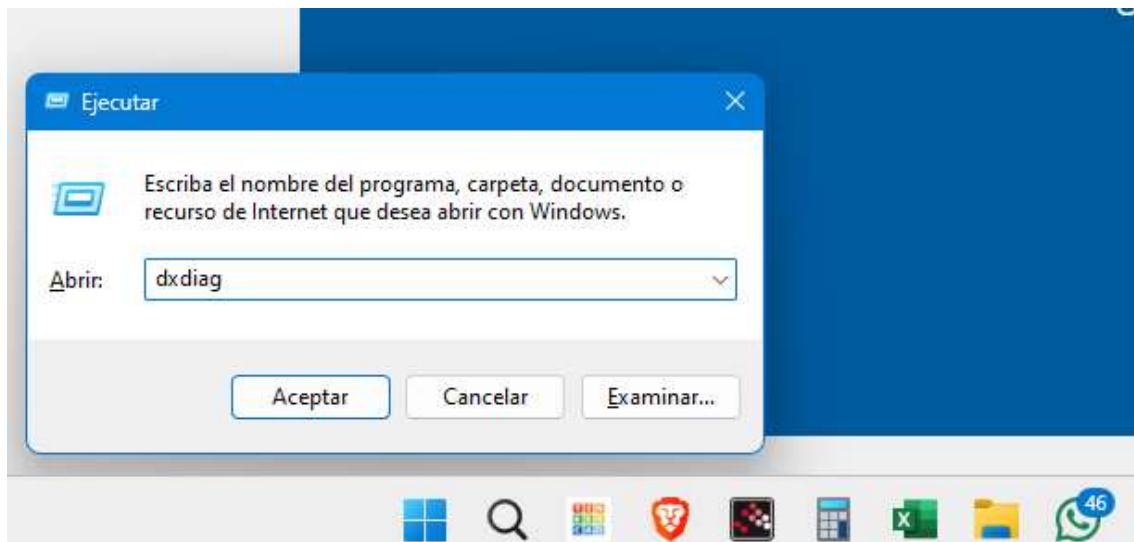 Ejecutar
Escriba el nombre del programa, carpeta, documento o
recurso de Internet que desea abrir con Windows.
Abrir:
dxdiag
Aceptar
Cancelar
Examinar...
46